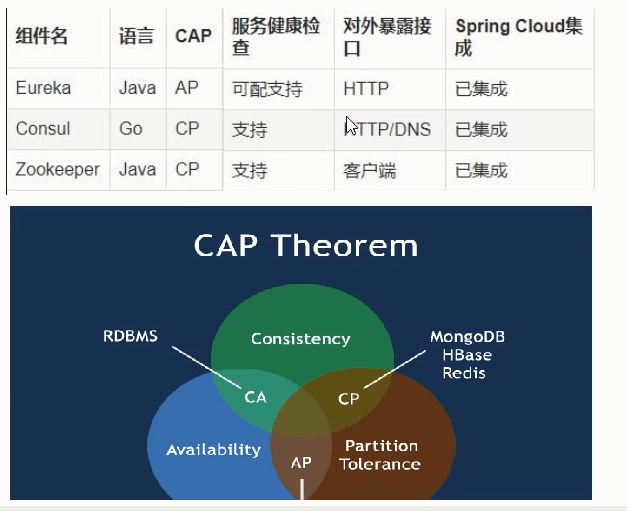 组件名 语言 CAP 服务健康检查 对外暴露接口 Spring Cloud集成
Eureka Java AP 可配支持 HTTP 已集成
Consul Go CP 支持 HTTP/DNS 已集成
Zookeeper Java CP 支持 客户端 已集成
CAP Theorem
RDBMS
Consistency
MongoDB
HBase
Redis
CA
CP
Availability
Partition
Tolerance
AP